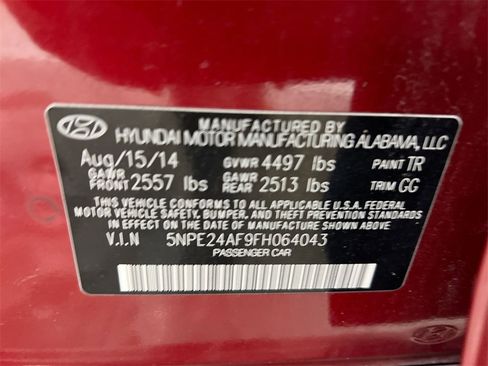 MANUFACTURED BY
HYUNDAI MOTOR MANUFACTURING ALABAMA, LLC
Aug/15/14 GVWR 4497 lbs PAINT TR
GAWR FRONT 2557 lbs GAWR REAR 2513 lbs TRIM GG
THIS VEHICLE CONFORMS TO ALL APPLICABLE U.S.A. FEDERAL
MOTOR VEHICLE SAFETY, BUMPER, AND THEFT PREVENTION
STANDARDS IN EFFECT ON THE DATE OF MANUFACTURE SHOWN ABOVE
V.I.N 5NPE24AF9FH064043
PASSENGER CAR